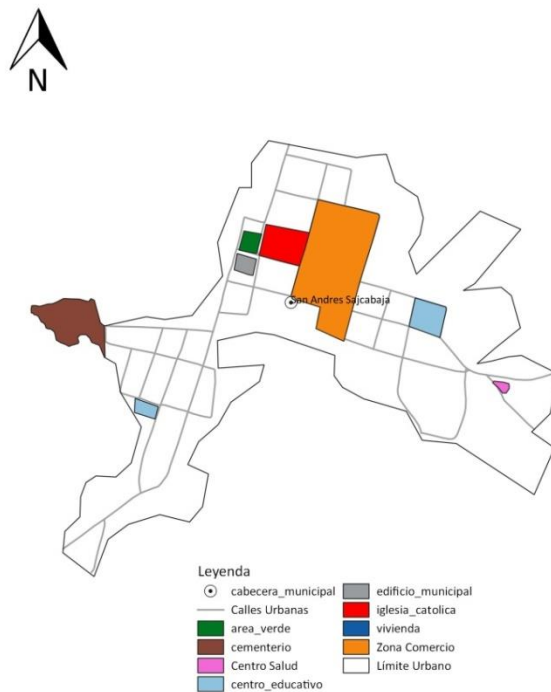 N
San Andres Sajcabaja
Leyenda
cabecera_municipal
Calles Urbanas
area_verde
cementerio
Centro Salud
centro_educativo
edificio_municipal
iglesia_catolica
vivienda
Zona Comercio
Límite Urbano